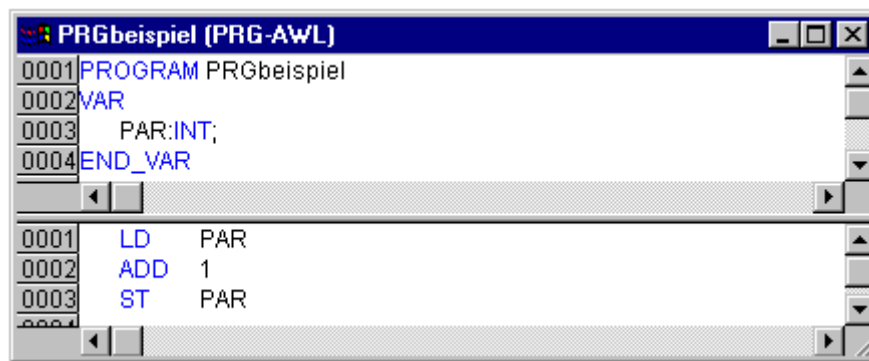 PRGbeispiel (PRG-AWL)
0001 PROGRAM PRGbeispiel
0002 VAR
0003 PAR:INT;
0004 END_VAR
0001 LD PAR
0002 ADD 1
0003 ST PAR